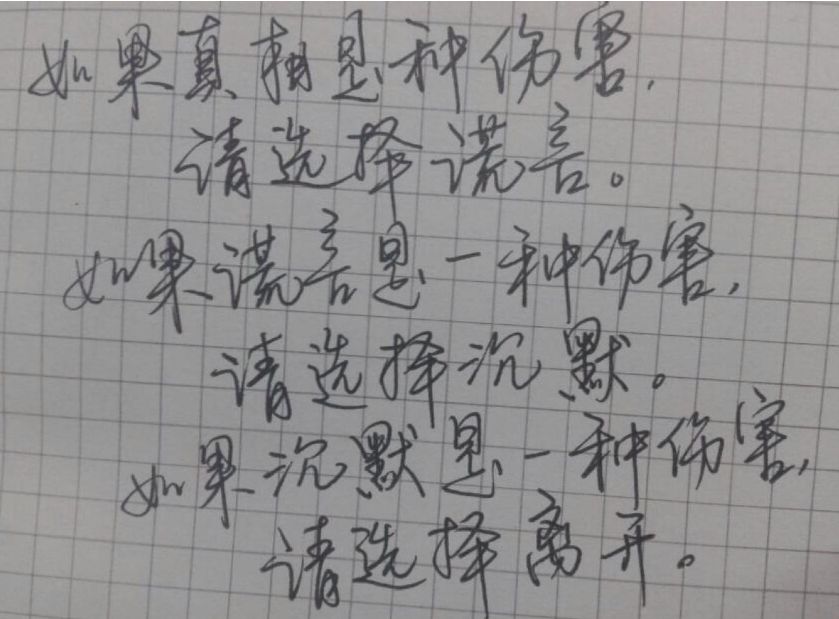 如果真相是种伤害,
请选择谎言。
如果谎言是一种伤害,
请选择沉默。
如果沉默是一种伤害,
请选择离开。